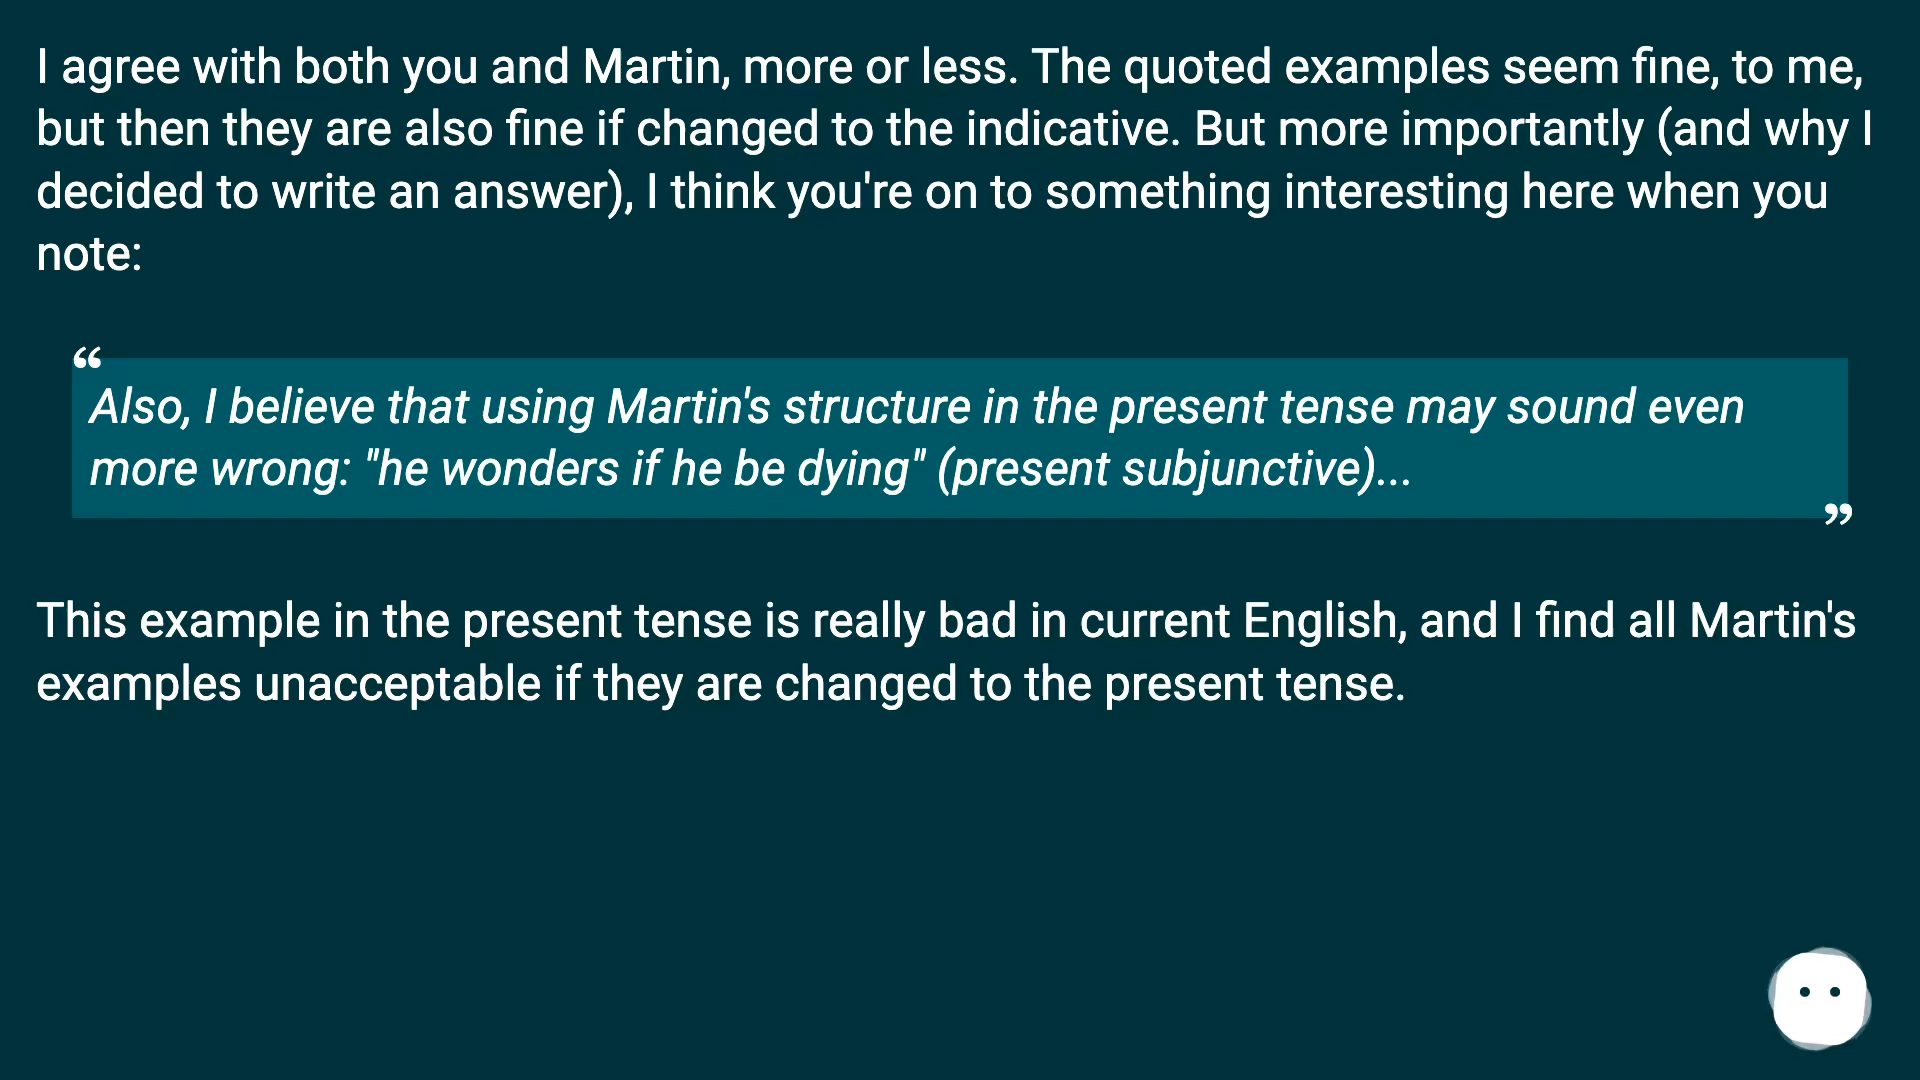 I agree with both you and Martin, more or less. The quoted examples seem fine, to me,
but then they are also fine if changed to the indicative. But more importantly (and why I
decided to write an answer), I think you're on to something interesting here when you
note:
“
Also, I believe that using Martin's structure in the present tense may sound even
more wrong: "he wonders if he be dying" (present subjunctive)...
”
This example in the present tense is really bad in current English, and I find all Martin's
examples unacceptable if they are changed to the present tense.